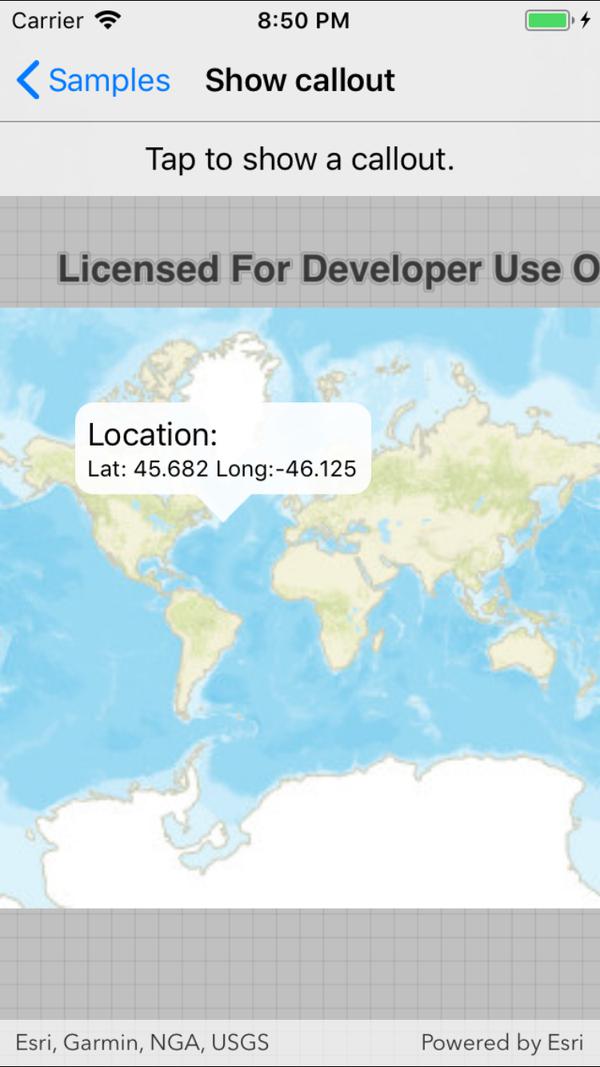 Carrier 8:50 PM
Samples Show callout
Tap to show a callout.
Licensed For Developer Use O
Location:
Lat: 45.682 Long:-46.125
Esri, Garmin, NGA, USGS Powered by Esri